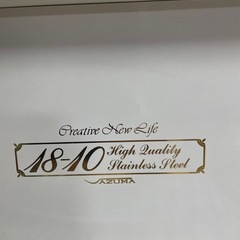 Creative New Life
18-10 High Quality
Stainless Steel
AZUMA